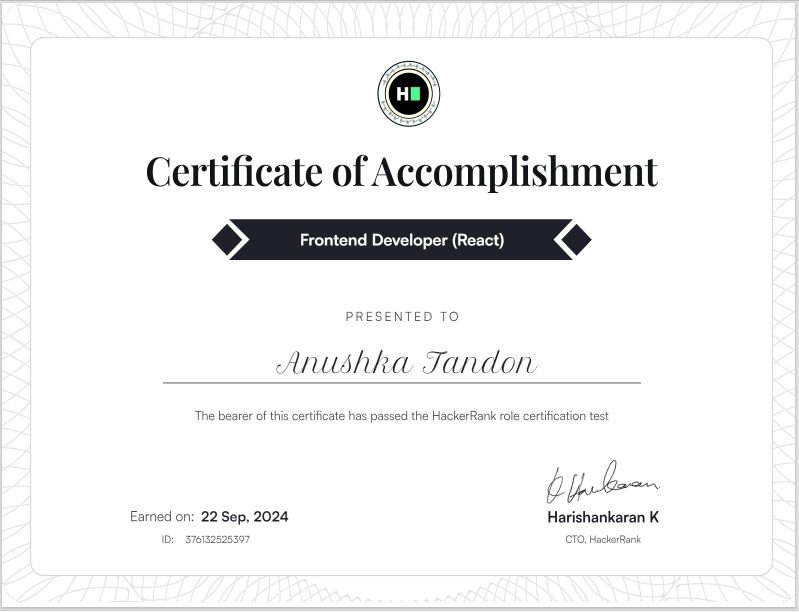 H
Certificate of Accomplishment
Frontend Developer (React)
PRESENTED TO
Anushka Tandon
The bearer of this certificate has passed the HackerRank role certification test
Earned on: 22 Sep, 2024
ID: 376132525397
Harishankaran K
CTO, HackerRank